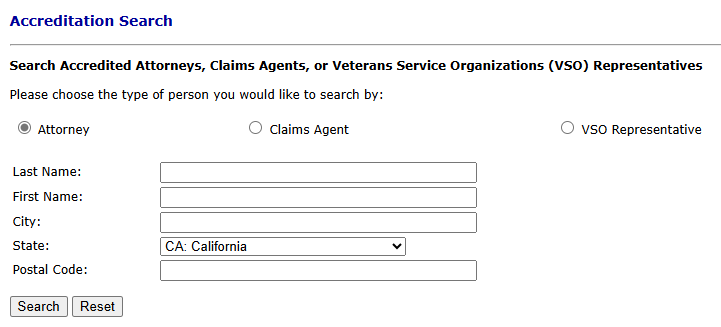 Accreditation Search
Search Accredited Attorneys, Claims Agents, or Veterans Service Organizations (VSO) Representatives
Please choose the type of person you would like to search by:
Attorney Claims Agent VSO Representative
Last Name:
First Name:
City:
State: CA: California
Postal Code:
Search Reset